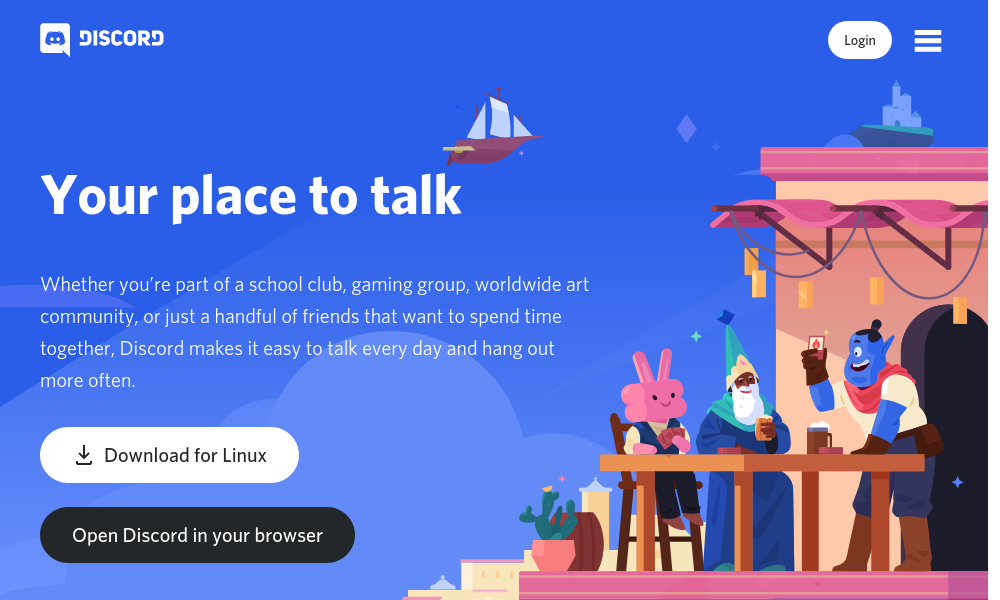 DISCORD
Login
Your place to talk
Whether you’re part of a school club, gaming group, worldwide art
community, or just a handful of friends that want to spend time
together, Discord makes it easy to talk every day and hang out
more often.
Download for Linux
Open Discord in your browser